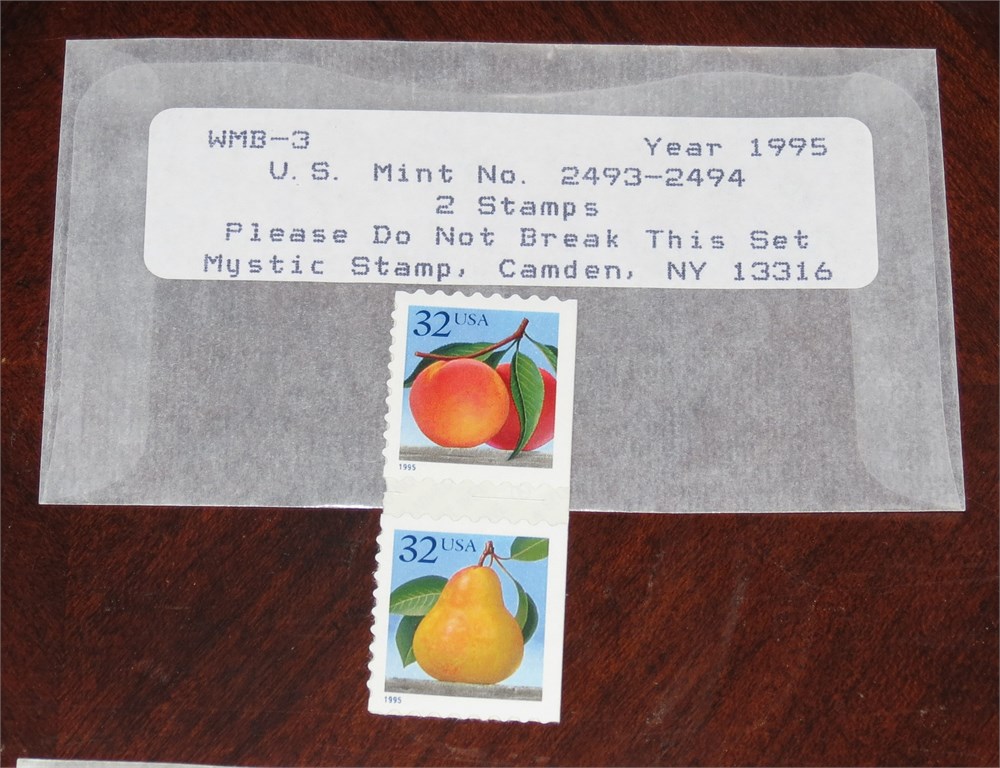 WMB-3 Year 1995
U.S. Mint No. 2493-2494
2 Stamps
Please Do Not Break This Set
Mystic Stamp, Camden, NY 13316
32 USA
1995
32 USA
1995